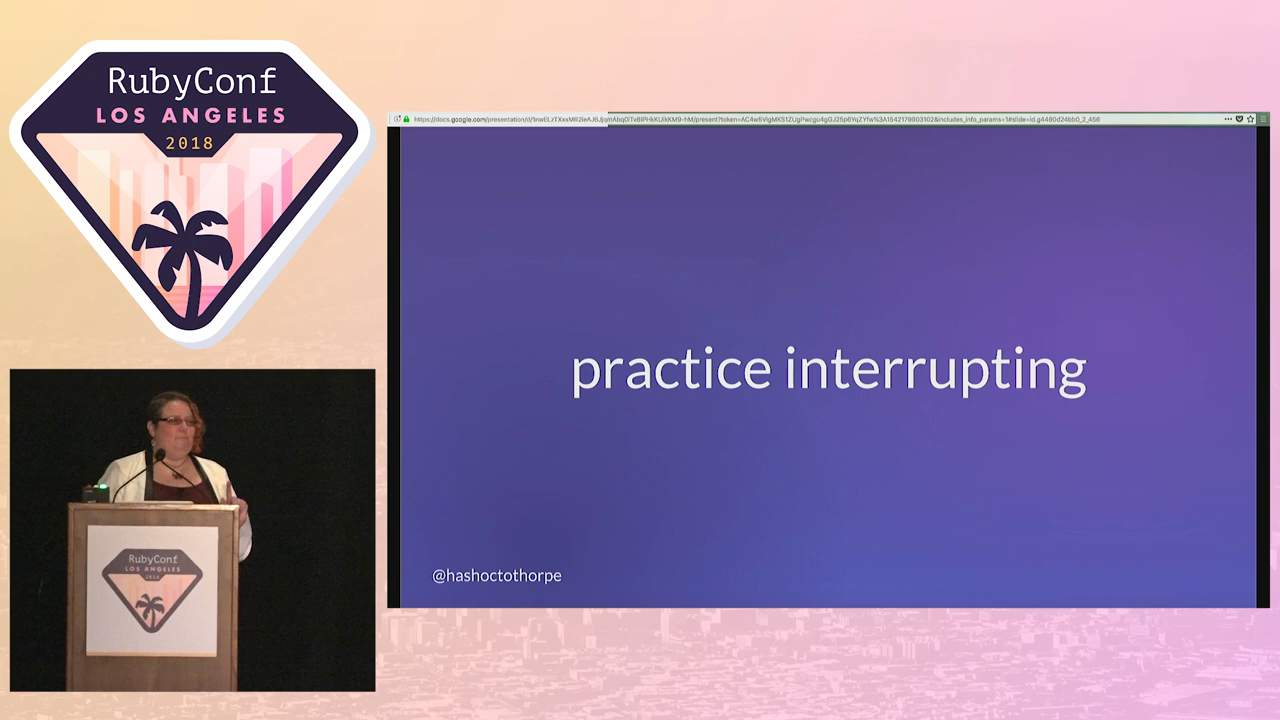 RubyConf
LOS ANGELES
2018
practice interrupting
@hashoctothorpe
RubyConf
LOS ANGELES
2018